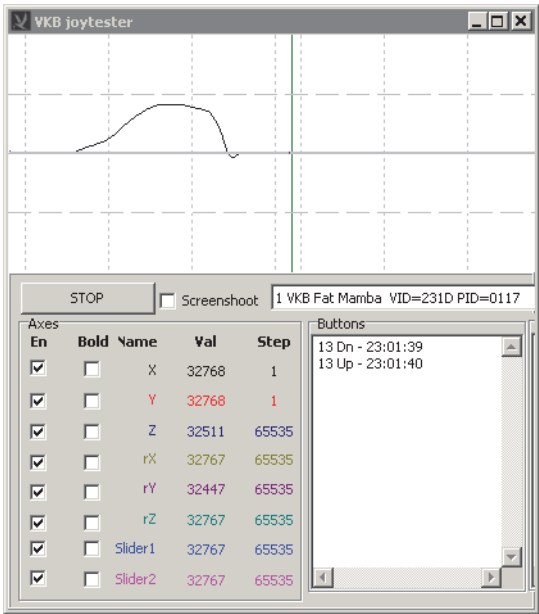 VKB joytester
STOP
Screenshoot
1 VKB Fat Mamba VID=231D PID=0117
Axes
En Bold Name Val Step
X 32768 1
Y 32768 1
Z 32511 65535
rX 32767 65535
rY 32447 65535
rZ 32767 65535
Slider1 32767 65535
Slider2 32767 65535
Buttons
13 Dn - 23:01:39
13 Up - 23:01:40